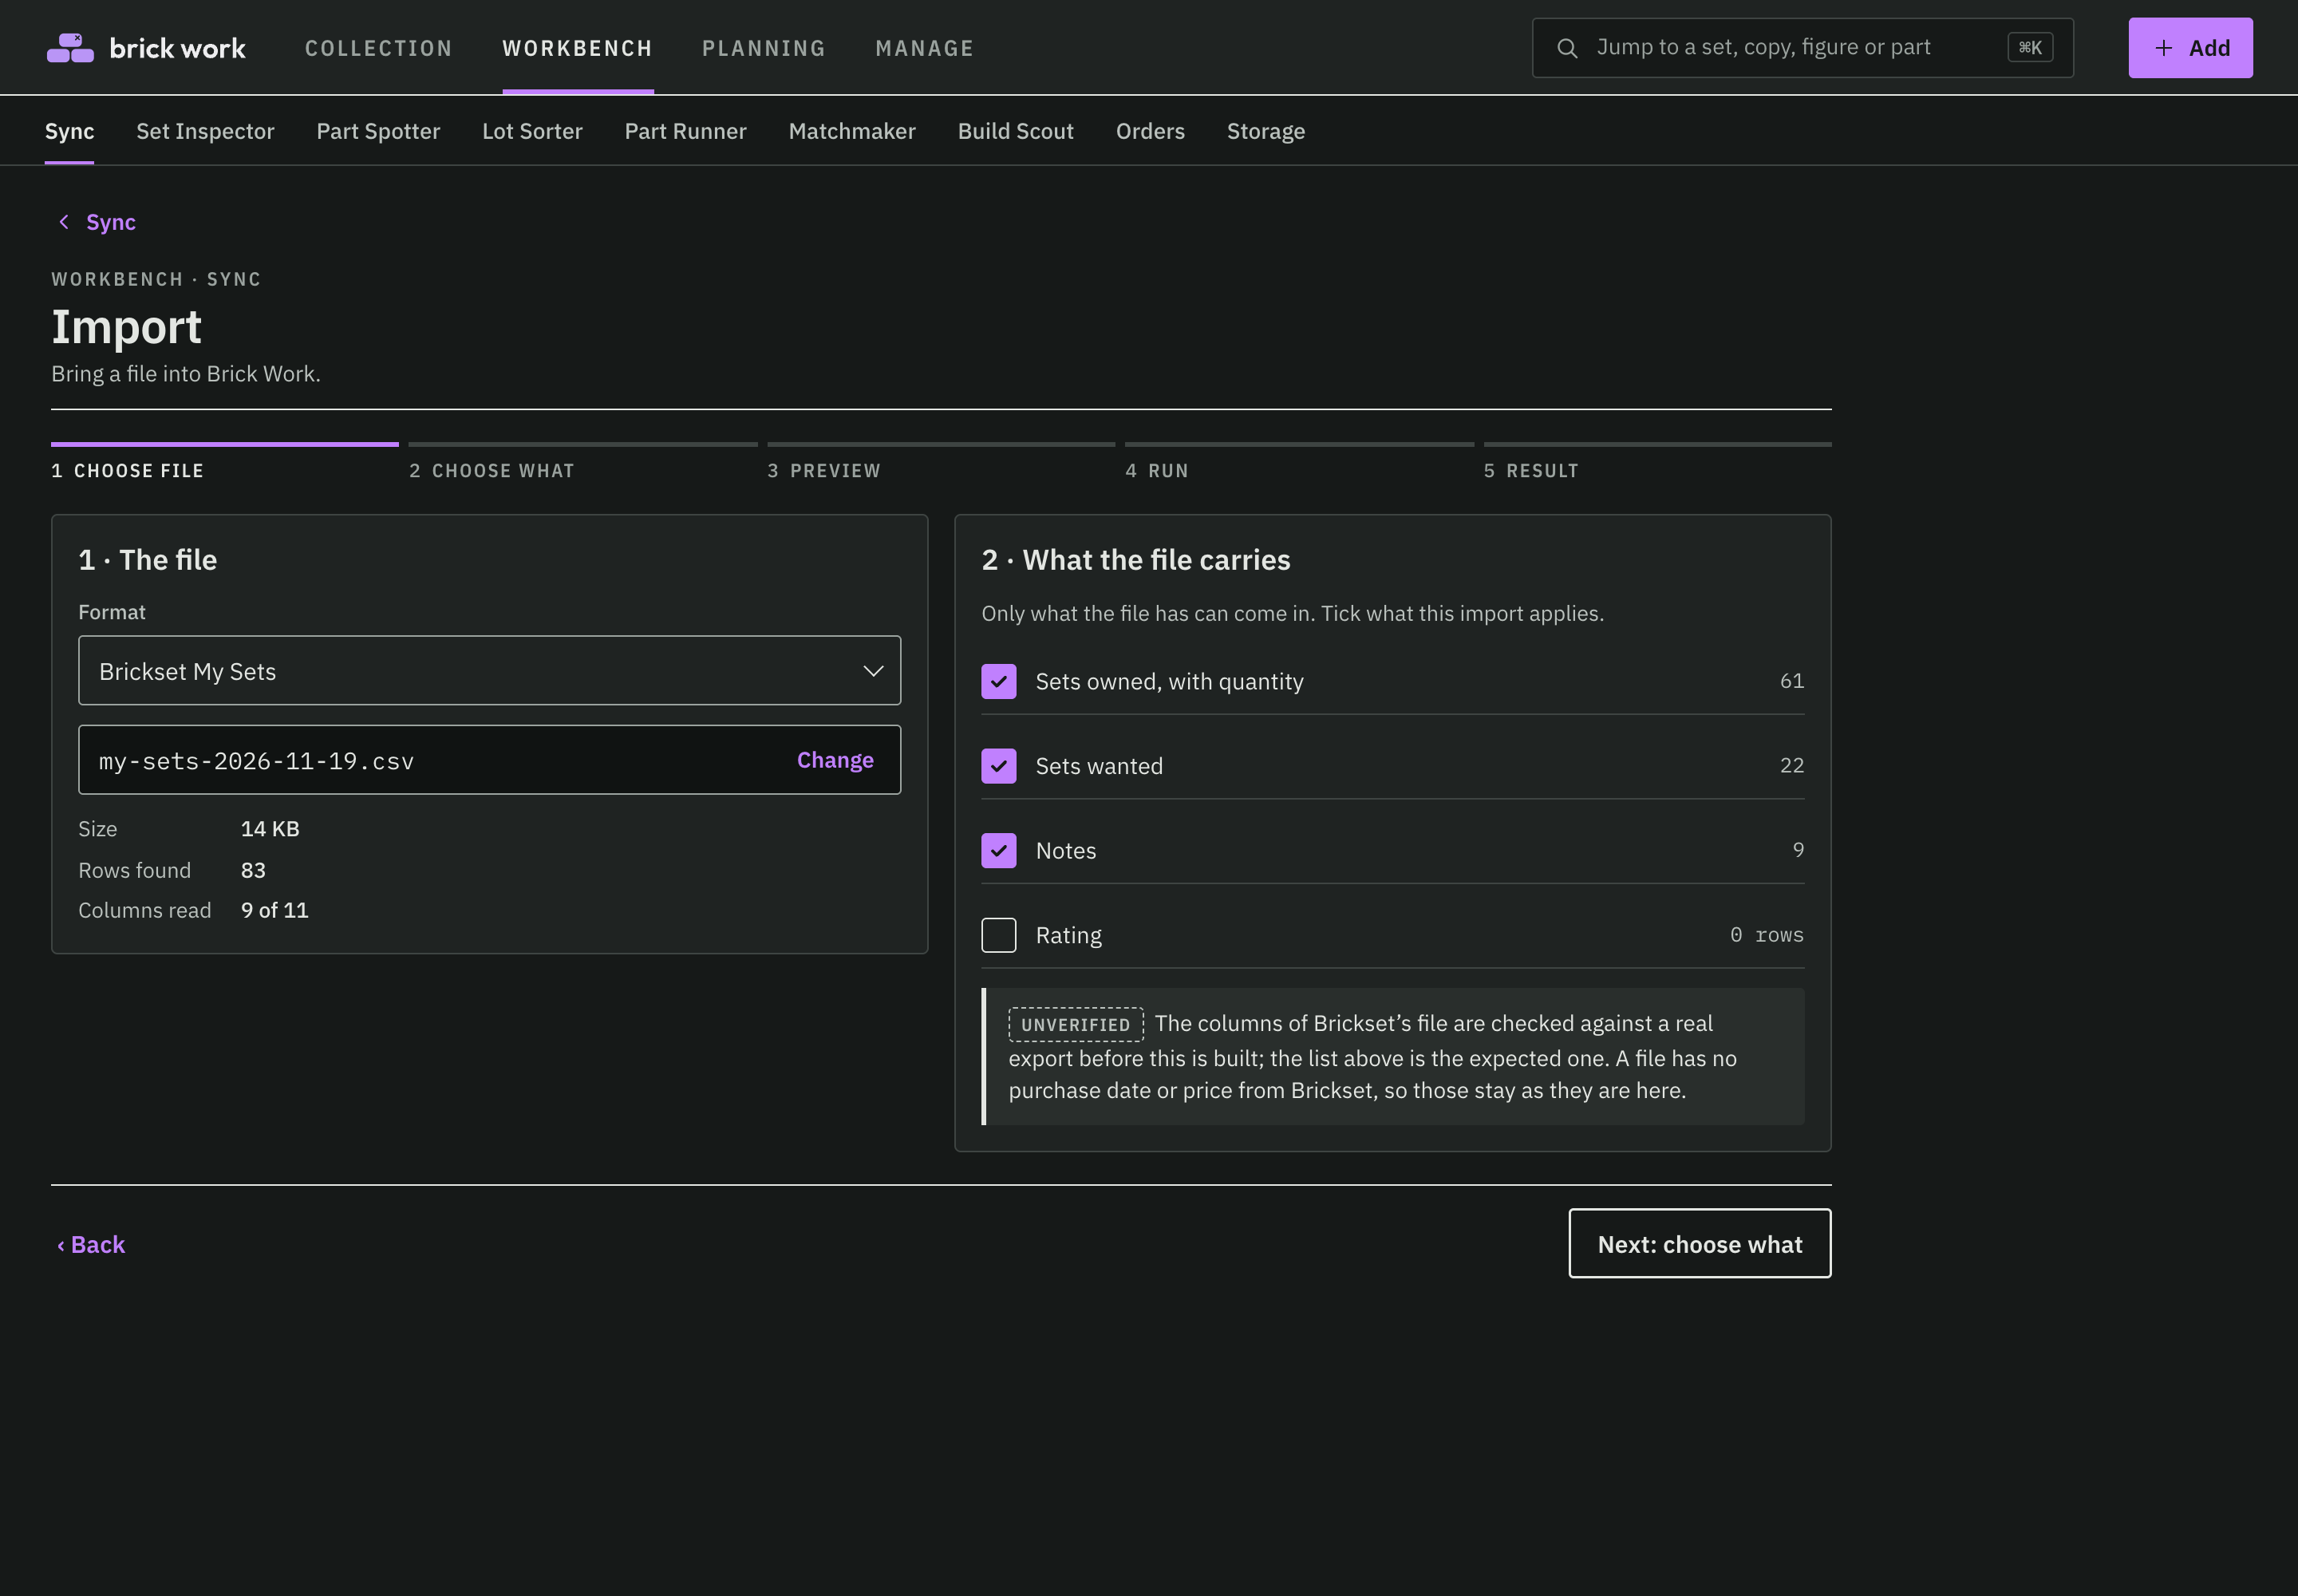 brick work
COLLECTION
WORKBENCH
PLANNING
MANAGE
Jump to a set, copy, figure or part
⌘K
+ Add
Sync
Set Inspector
Part Spotter
Lot Sorter
Part Runner
Matchmaker
Build Scout
Orders
Storage
‹ Sync
WORKBENCH · SYNC
Import
Bring a file into Brick Work.
1 CHOOSE FILE
2 CHOOSE WHAT
3 PREVIEW
4 RUN
5 RESULT
1 · The file
Format
Brickset My Sets
my-sets-2026-11-19.csv Change
Size 14 KB
Rows found 83
Columns read 9 of 11
2 · What the file carries
Only what the file has can come in. Tick what this import applies.
Sets owned, with quantity 61
Sets wanted 22
Notes 9
Rating 0 rows
UNVERIFIED The columns of Brickset’s file are checked against a real
export before this is built; the list above is the expected one. A file has no
purchase date or price from Brickset, so those stay as they are here.
‹ Back
Next: choose what